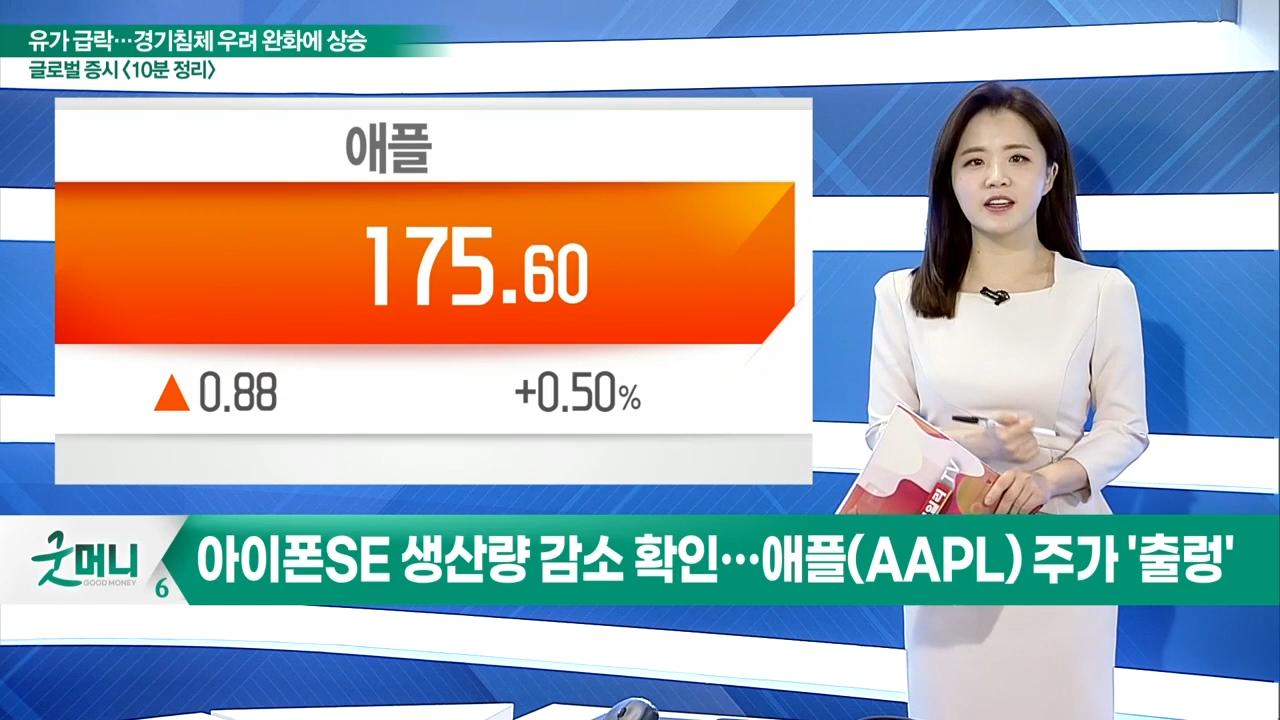 유가 급락…경기침체 우려 완화에 상승
글로벌 증시 <10분 정리>
애플
175.60
▲ 0.88 +0.50%
굿머니
GOOD MONEY
6
아이폰SE 생산량 감소 확인…애플(AAPL) 주가 '출렁'
TV